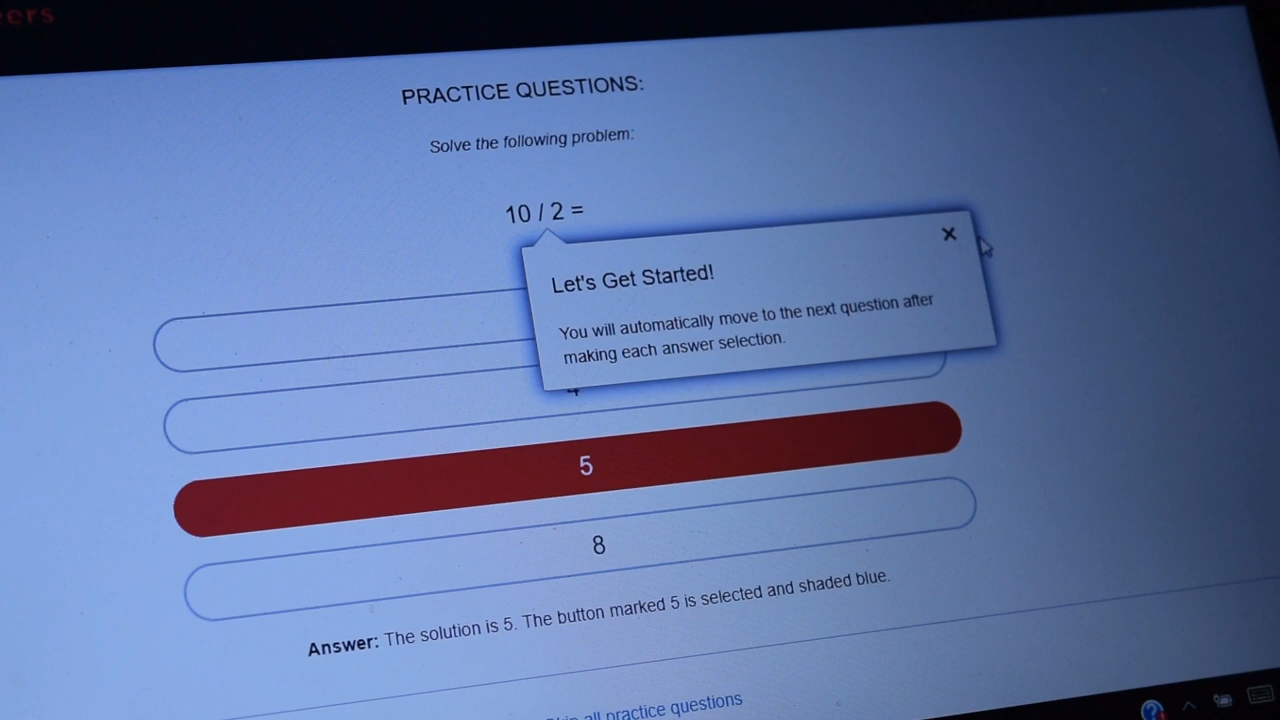 PRACTICE QUESTIONS:
Solve the following problem:
10 / 2 =
Let's Get Started!
You will automatically move to the next question after
making each answer selection.
4
5
8
Answer: The solution is 5. The button marked 5 is selected and shaded blue.
all practice questions